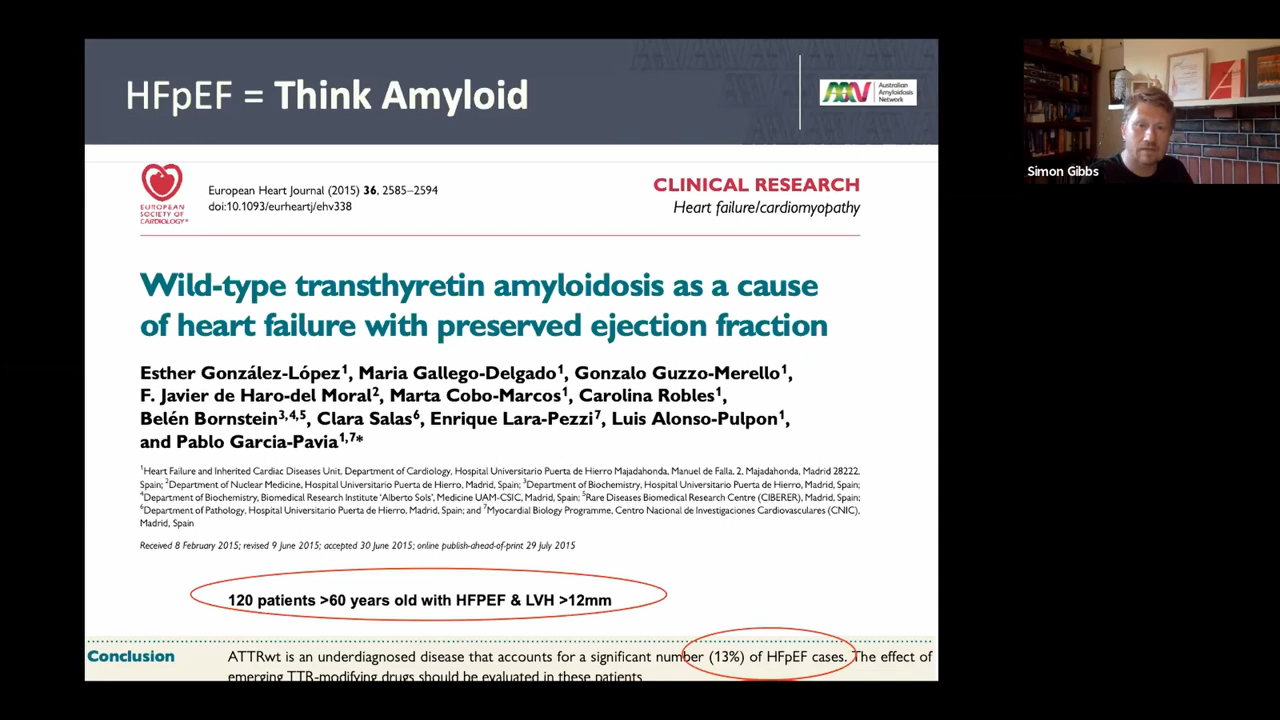 HFpEF = Think Amyloid
AAN
Australian
Amyloidosis
Network
EUROPEAN
SOCIETY OF
CARDIOLOGY®
European Heart Journal (2015) 36, 2585–2594
doi:10.1093/eurheartj/ehv338
CLINICAL RESEARCH
Heart failure/cardiomyopathy
Wild-type transthyretin amyloidosis as a cause
of heart failure with preserved ejection fraction
Esther González-López1, Maria Gallego-Delgado1, Gonzalo Guzzo-Merello1,
F. Javier de Haro-del Moral2, Marta Cobo-Marcos1, Carolina Robles1,
Belén Bornstein3,4,5, Clara Salas6, Enrique Lara-Pezzi7, Luis Alonso-Pulpon1,
and Pablo Garcia-Pavia1,7*
1Heart Failure and Inherited Cardiac Diseases Unit, Department of Cardiology, Hospital Universitario Puerta de Hierro Majadahonda, Manuel de Falla, 2, Majadahonda, Madrid 28222,
Spain; 2Department of Nuclear Medicine, Hospital Universitario Puerta de Hierro, Madrid, Spain; 3Department of Biochemistry, Hospital Universitario Puerta de Hierro, Madrid, Spain;
4Department of Biochemistry, Biomedical Research Institute 'Alberto Sols', Medicine UAM-CSIC, Madrid, Spain; 5Rare Diseases Biomedical Research Centre (CIBERER), Madrid, Spain;
6Department of Pathology, Hospital Universitario Puerta de Hierro, Madrid, Spain; and 7Myocardial Biology Programme, Centro Nacional de Investigaciones Cardiovasculares (CNIC),
Madrid, Spain
Received 8 February 2015; revised 9 June 2015; accepted 30 June 2015; online publish-ahead-of-print 29 July 2015
120 patients >60 years old with HFPEF & LVH >12mm
Conclusion
ATTRwt is an underdiagnosed disease that accounts for a significant number (13%) of HFpEF cases. The effect of
emerging TTR-modifying drugs should be evaluated in these patients
Simon Gibbs